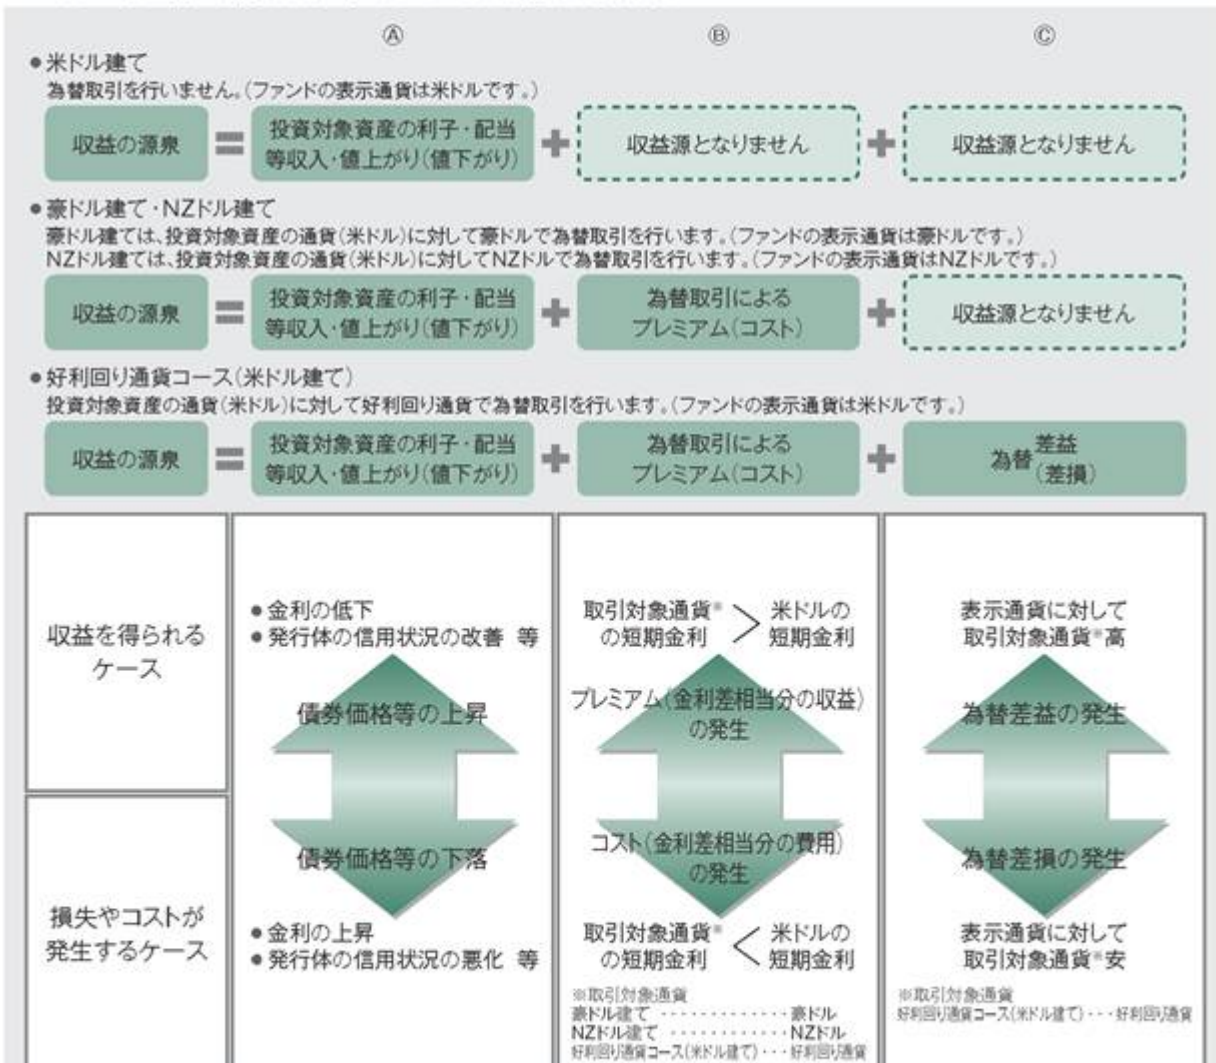 Ⓐ
Ⓑ
Ⓒ
●米ドル建て
為替取引を行いません。(ファンドの表示通貨は米ドルです。)
収益の源泉
=
投資対象資産の利子・配当
等収入・値上がり(値下がり)
+
収益源となりません
+
収益源となりません
●豪ドル建て・NZドル建て
豪ドル建ては、投資対象資産の通貨(米ドル)に対して豪ドルで為替取引を行います。(ファンドの表示通貨は豪ドルです。)
NZドル建ては、投資対象資産の通貨(米ドル)に対してNZドルで為替取引を行います。(ファンドの表示通貨はNZドルです。)
収益の源泉
=
投資対象資産の利子・配当
等収入・値上がり(値下がり)
+
為替取引による
プレミアム(コスト)
+
収益源となりません
●好利回り通貨コース(米ドル建て)
投資対象資産の通貨(米ドル)に対して好利回り通貨で為替取引を行います。(ファンドの表示通貨は米ドルです。)
収益の源泉
=
投資対象資産の利子・配当
等収入・値上がり(値下がり)
+
為替取引による
プレミアム(コスト)
+
為替差益
(差損)
収益を得られる
ケース
●金利の低下
●発行体の信用状況の改善 等
債券価格等の上昇
取引対象通貨※
の短期金利
>
米ドルの
短期金利
プレミアム(金利差相当分の収益)
の発生
表示通貨に対して
取引対象通貨※高
為替差益の発生
損失やコストが
発生するケース
債券価格等の下落
●金利の上昇
●発行体の信用状況の悪化 等
コスト(金利差相当分の費用)
の発生
取引対象通貨※
の短期金利
<
米ドルの
短期金利
※取引対象通貨
豪ドル建て ・・・・・・・・・・・・・豪ドル
NZドル建て ・・・・・・・・・・・・NZドル
好利回り通貨コース(米ドル建て)・・・好利回り通貨
為替差損の発生
表示通貨に対して
取引対象通貨※安
※取引対象通貨
好利回り通貨コース(米ドル建て)・・・好利回り通貨